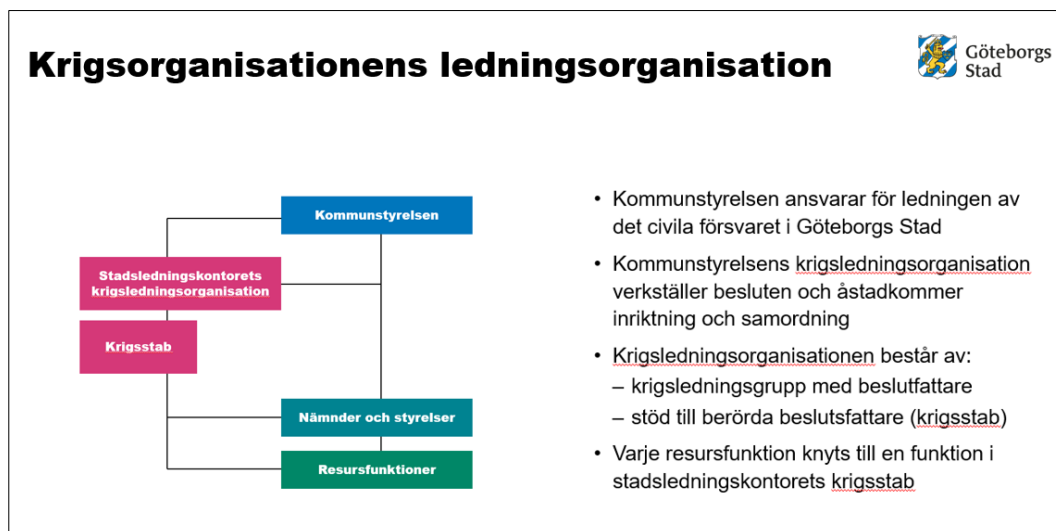 Krigsorganisationens ledningsorganisation
Göteborgs
Stad
Kommunstyrelsen
Stadsledningskontorets
krigsledningsorganisation
Krigsstab
Nämnder och styrelser
Resursfunktioner
• Kommunstyrelsen ansvarar för ledningen av
det civila försvaret i Göteborgs Stad
• Kommunstyrelsens krigsledningsorganisation
verkställer besluten och åstadkommer
inriktning och samordning
• Krigsledningsorganisationen består av:
– krigsledningsgrupp med beslutfattare
– stöd till berörda beslutsfattare (krigsstab)
• Varje resursfunktion knyts till en funktion i
stadsledningskontorets krigsstab